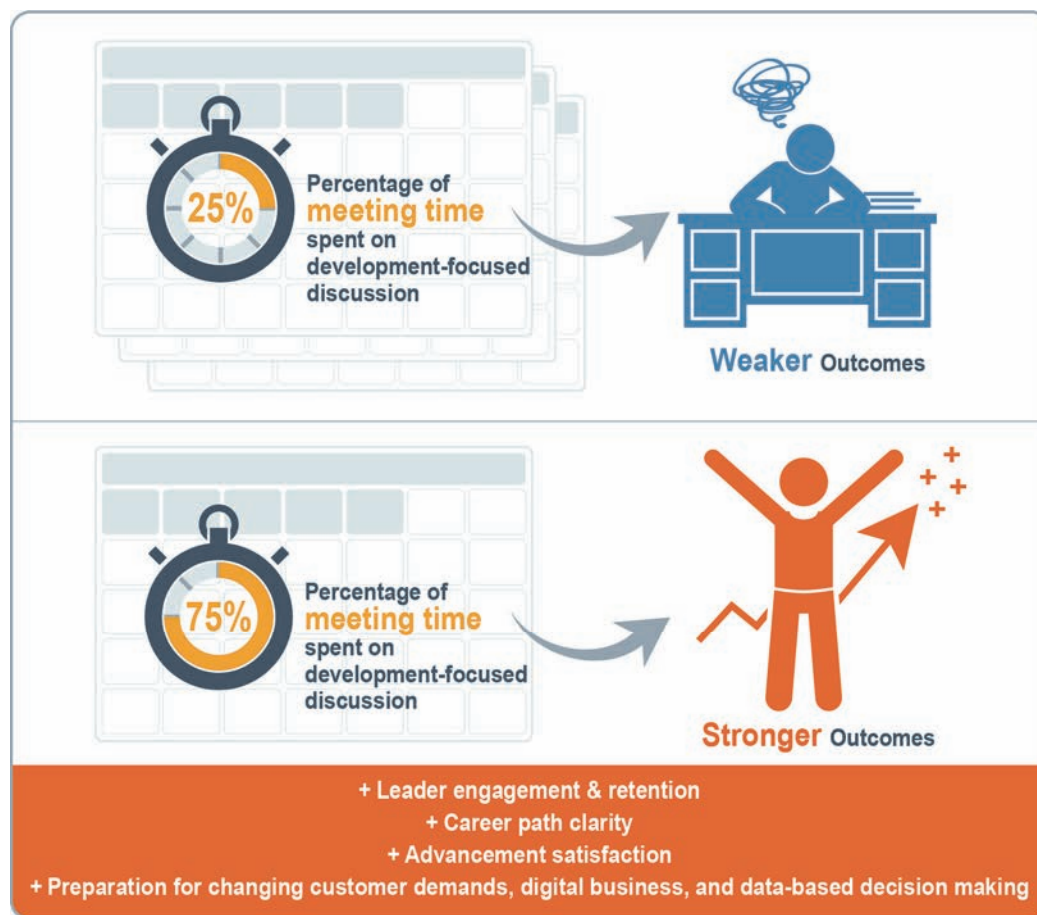 25%
Percentage of
meeting time
spent on
development-focused
discussion
Weaker Outcomes
75%
Percentage of
meeting time
spent on
development-focused
discussion
Stronger Outcomes
+ Leader engagement & retention
+ Career path clarity
+ Advancement satisfaction
+ Preparation for changing customer demands, digital business, and data-based decision making